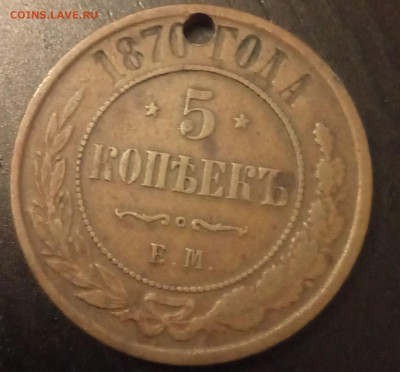 COINS.LAVE.RU
1870 ГОДА
5
КОПѢЕКЪ
Е.М.